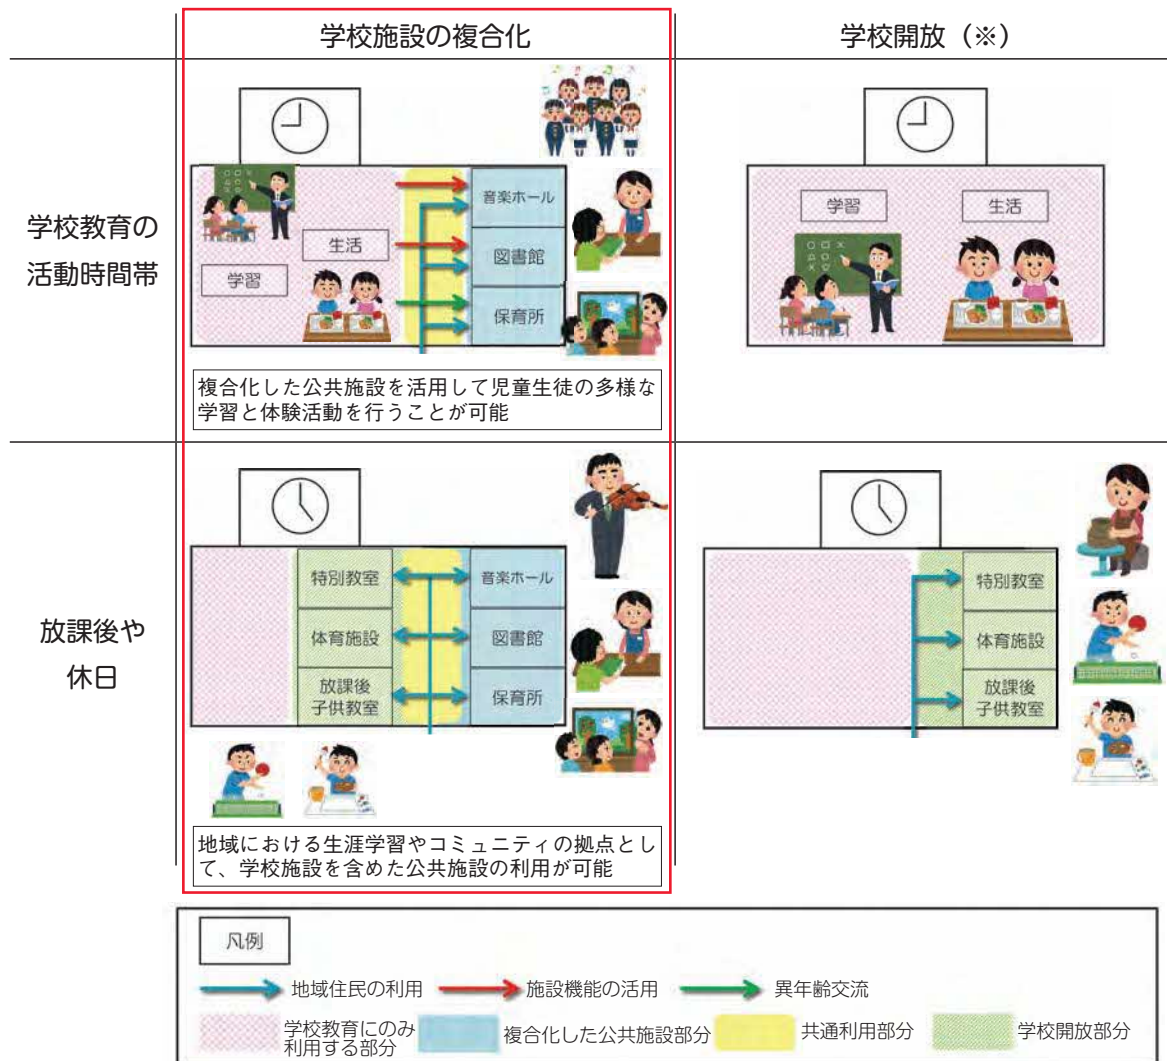 学校施設の複合化
学校開放（※）
学校教育の
活動時間帯
学習
生活
音楽ホール
図書館
保育所
複合化した公共施設を活用して児童生徒の多様な
学習と体験活動を行うことが可能
学習
生活
放課後や
休日
特別教室
体育施設
放課後
子供教室
音楽ホール
図書館
保育所
地域における生涯学習やコミュニティの拠点とし
て、学校施設を含めた公共施設の利用が可能
特別教室
体育施設
放課後
子供教室
凡例
地域住民の利用
施設機能の活用
異年齢交流
学校教育にのみ
利用する部分
複合化した公共施設部分
共通利用部分
学校開放部分